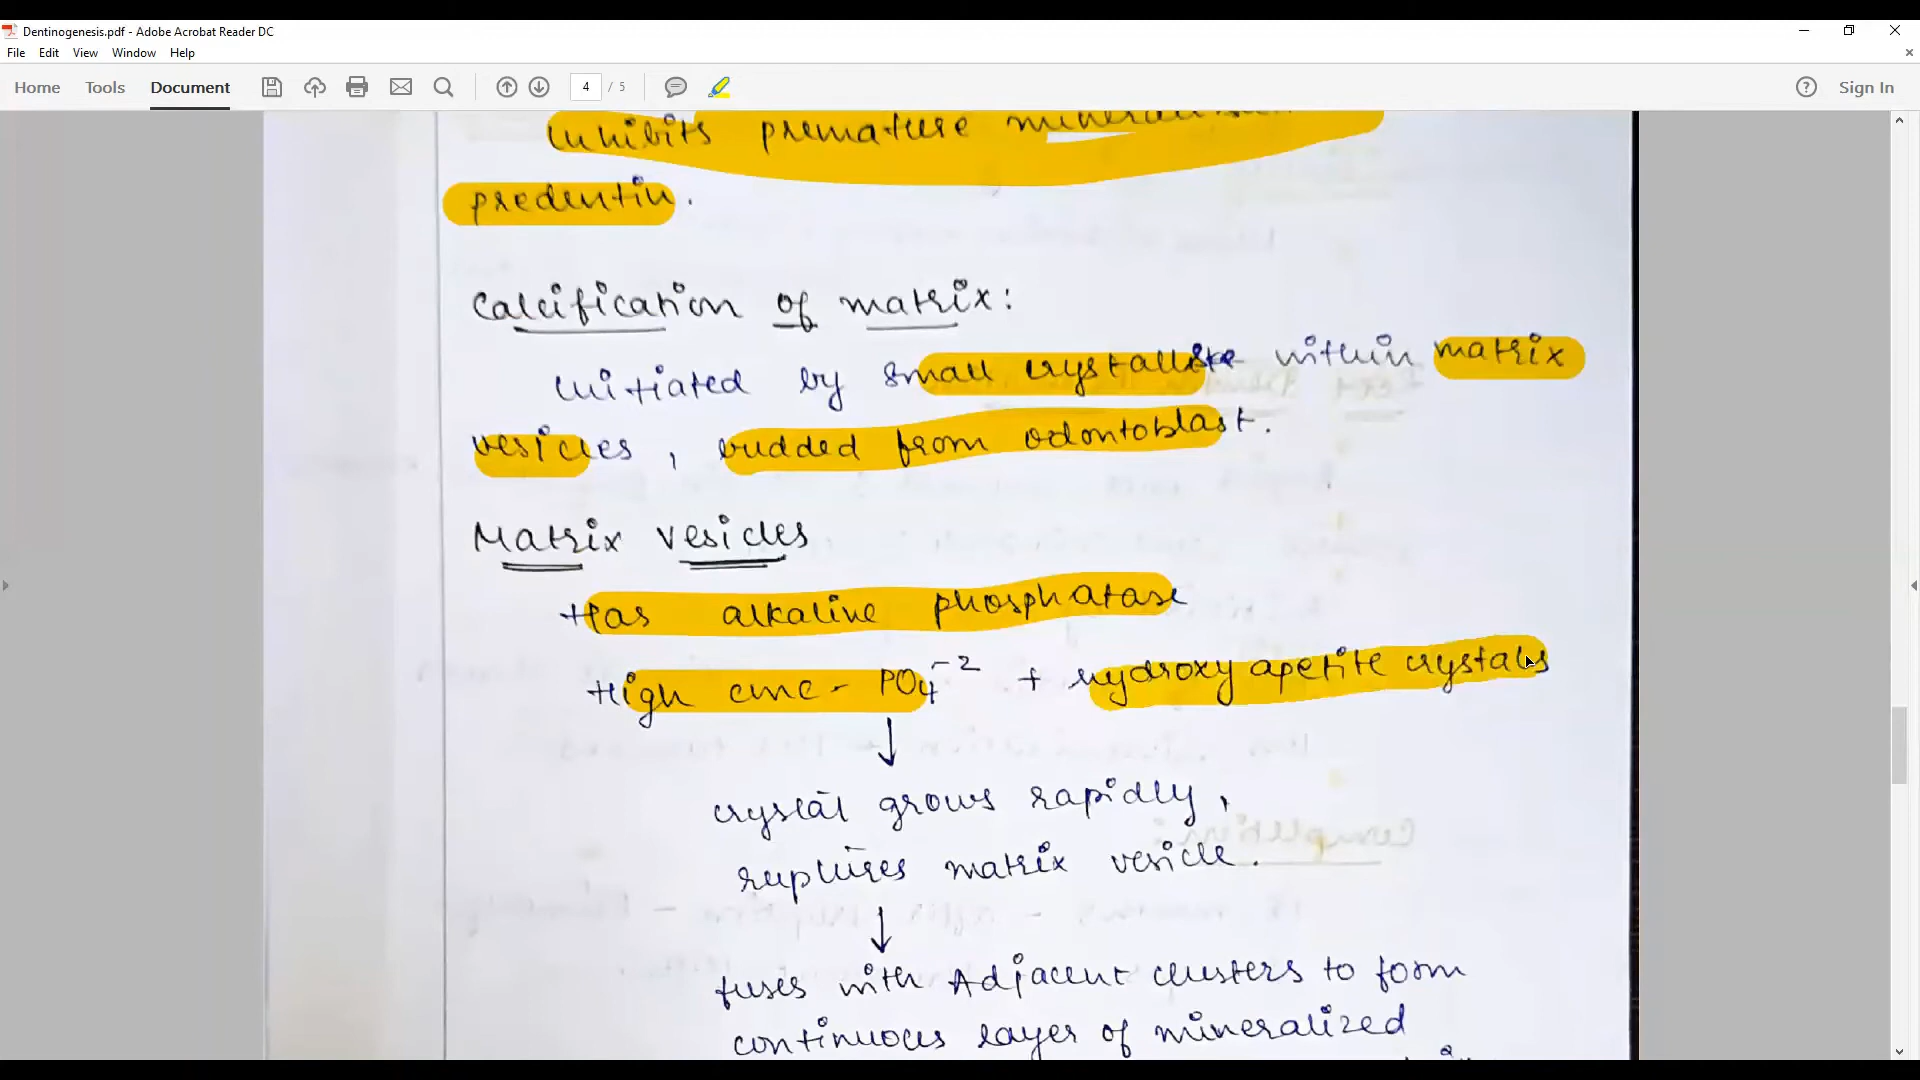 Dentinogenesis.pdf - Adobe Acrobat Reader DC
File Edit View Window Help
Home Tools Document 4 / 5 Sign In
inhibits premature
predentin.
Calcification of matrix:
initiated by small crystallite within matrix
vesicles, budded from odontoblast.
Matrix vesicles
Has alkaline phosphatase
High conc - PO4 -2 + hydroxy apetite crystals
↓
crystal grows rapidly,
ruptures matrix vesicle.
↓
fuses with Adjacent clusters to form
continuous layer of mineralized